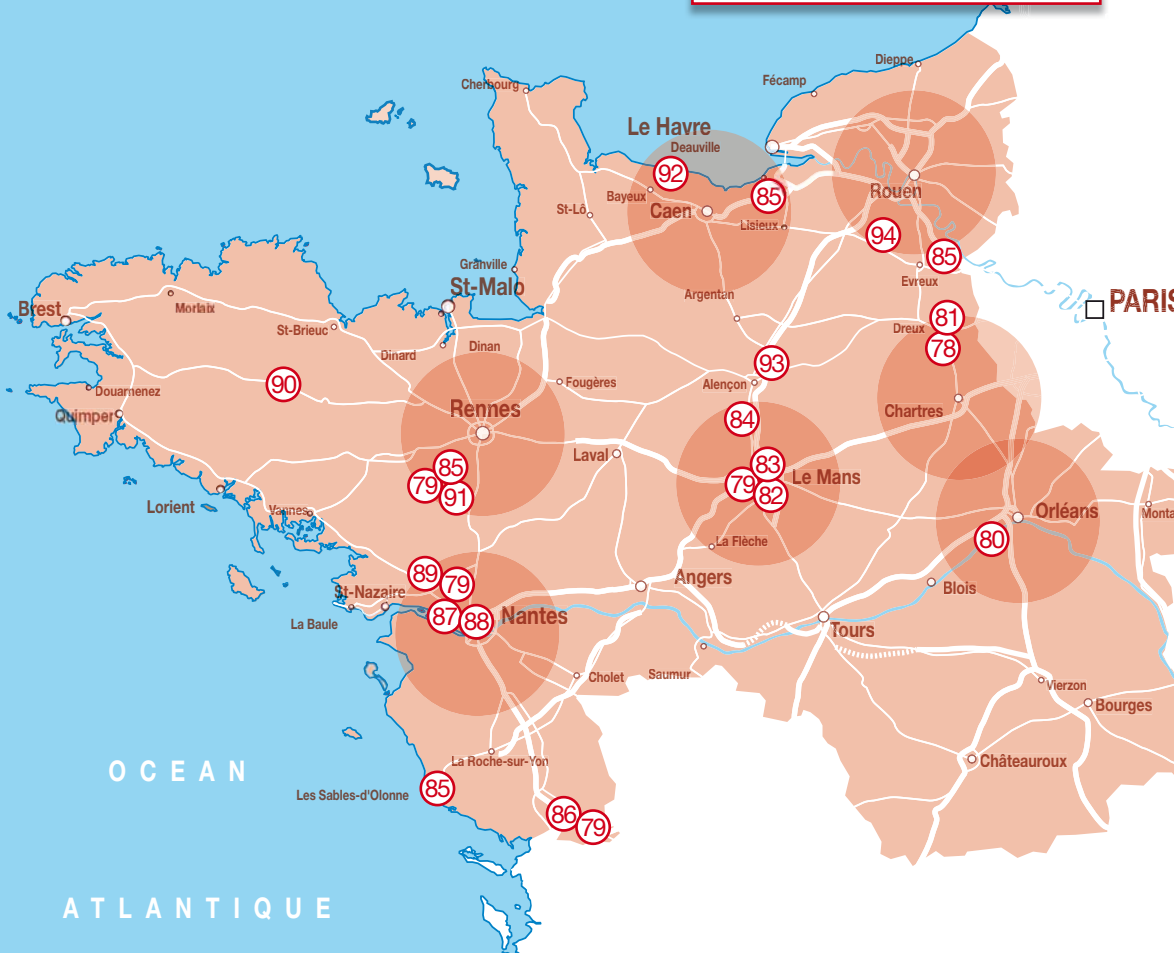 Dieppe
Fécamp
Cherbourg
Le Havre
Deauville
92
Bayeux
85
Rouen
St-Lô
Caen
Lisieux
94
85
Granville
Evreux
St-Malo
Argentan
Brest
Morlaix
PARIS
81
St-Brieuc
Dreux
Dinan
78
Dinard
93
90
Fougères
Alençon
Douarnenez
Chartres
Rennes
Quimper
84
Laval
85
83
79
79
Le Mans
91
82
Lorient
Vannes
Orléans
Monta
La Flèche
80
89
79
Angers
St-Nazaire
Blois
87
88
Nantes
La Baule
Tours
Cholet
Saumur
Vierzon
Bourges
La Roche-sur-Yon
Châteauroux
OCEAN
85
Les Sables-d'Olonne
86
79
ATLANTIQUE